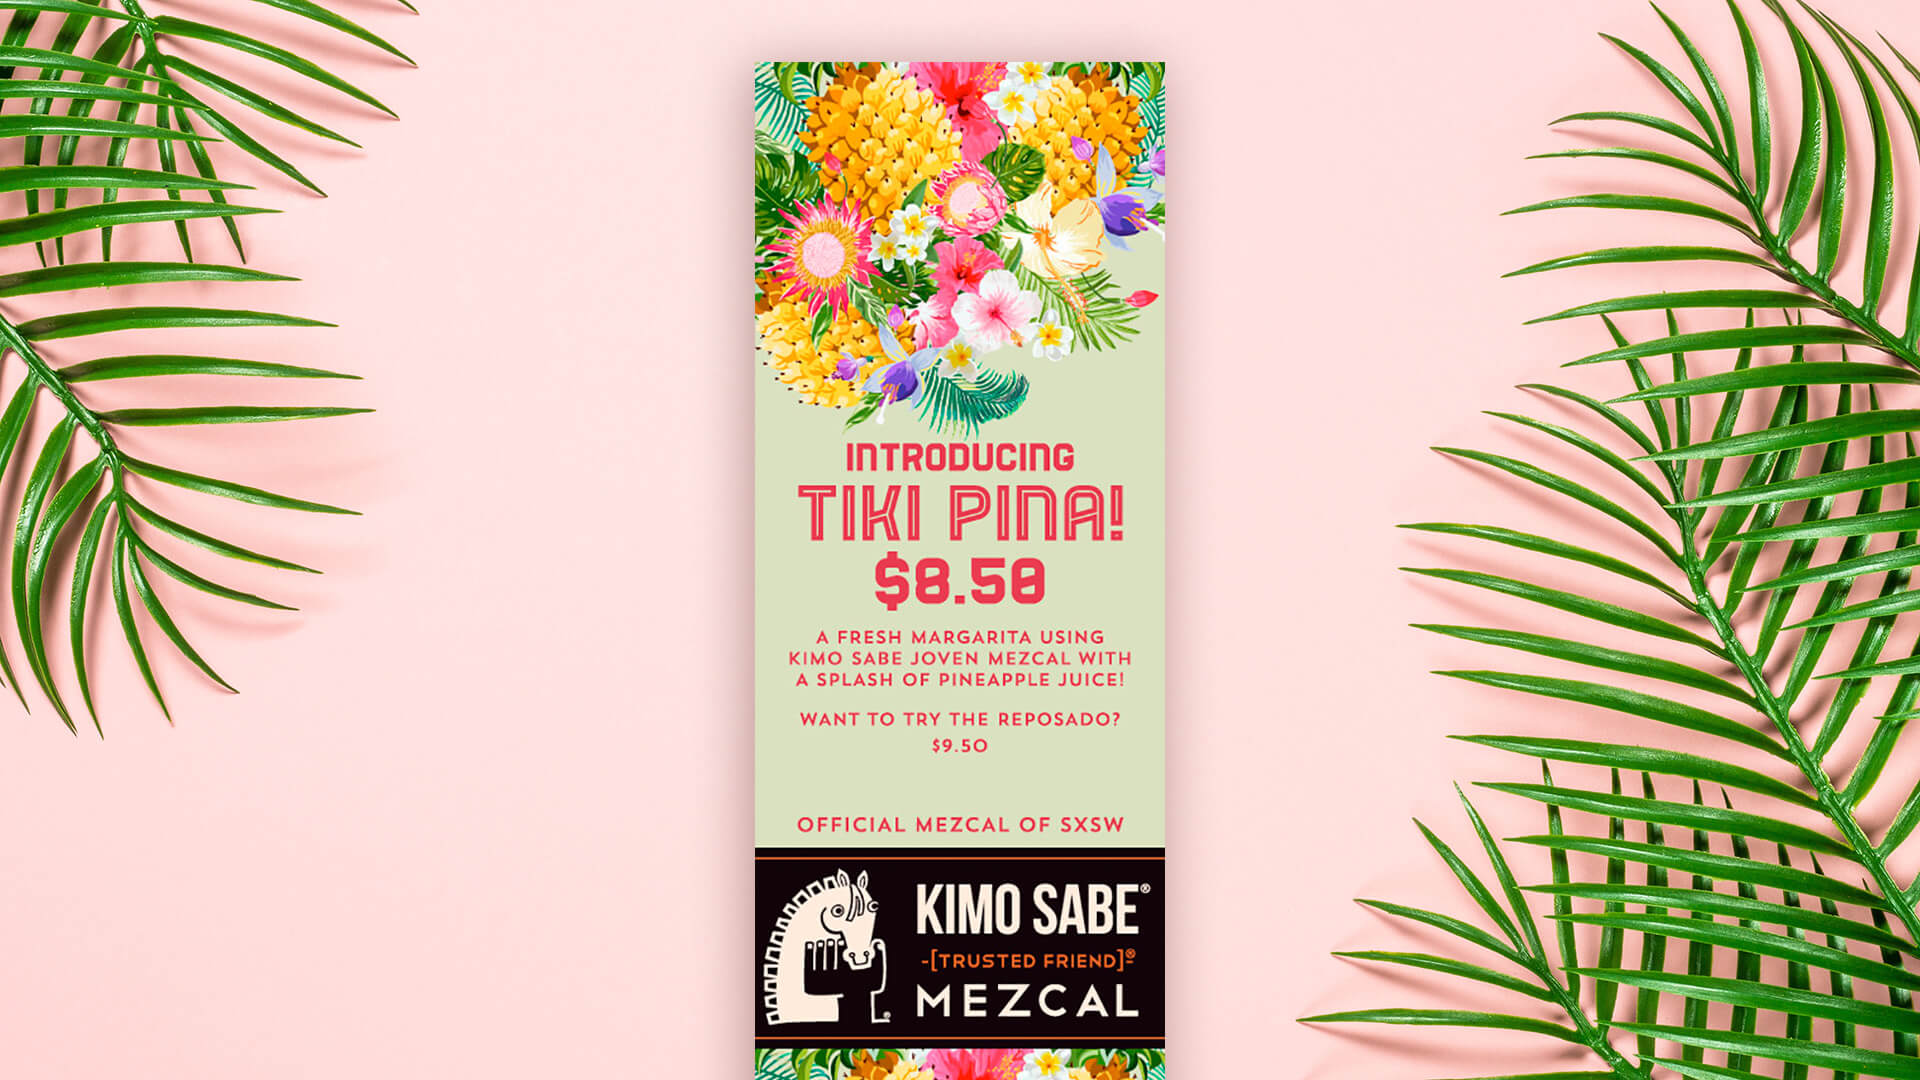 INTRODUCING
TIKI PINA!
$8.50
A FRESH MARGARITA USING
KIMO SABE JOVEN MEZCAL WITH
A SPLASH OF PINEAPPLE JUICE!
WANT TO TRY THE REPOSADO?
$9.50
OFFICIAL MEZCAL OF SXSW
KIMO SABE®
-[TRUSTED FRIEND]®-
MEZCAL
®